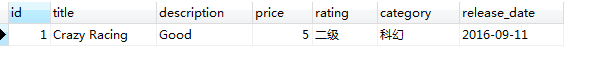 id title description price rating category release_date
1 Crazy Racing Good 5 二级 科幻 2016-09-11